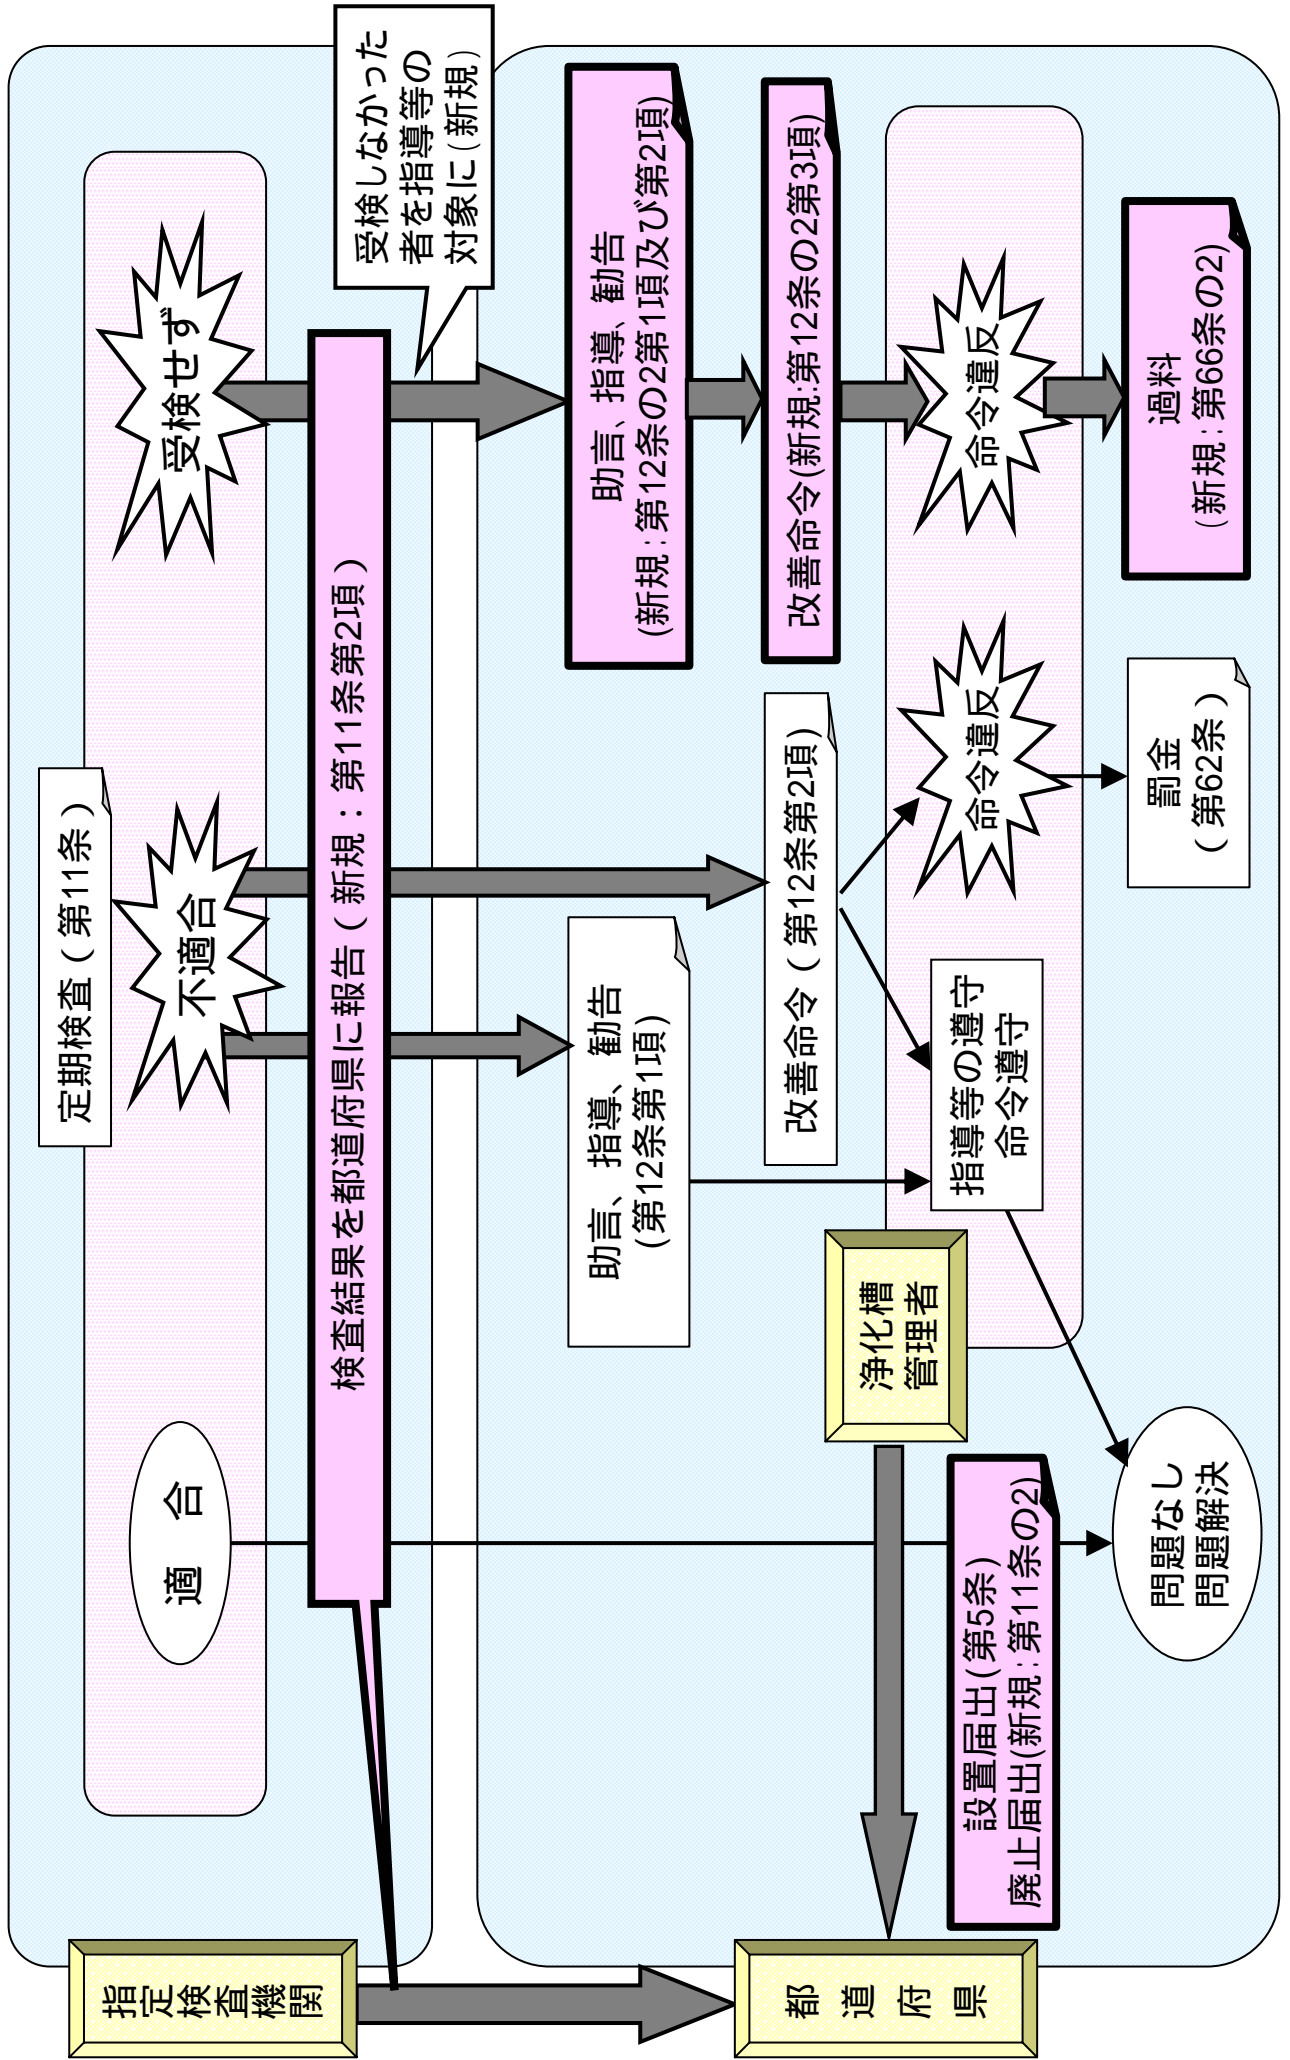 定期検査（第11条）
適　合
不適合
受検せず
指定検査機関
検査結果を都道府県に報告（新規：第11条第2項）
受検しなかった
者を指導等の
対象に（新規）
助言、指導、勧告
(第12条第1項)
助言、指導、勧告
(新規:第12条の2第1項及び第2項)
改善命令（第12条第2項）
改善命令(新規:第12条の2第3項)
都道府県
浄化槽
管理者
設置届出(第5条)
廃止届出(新規:第11条の2)
指導等の遵守
命令遵守
命令違反
命令違反
問題なし
問題解決
罰金
（第62条）
過料
(新規:第66条の2)